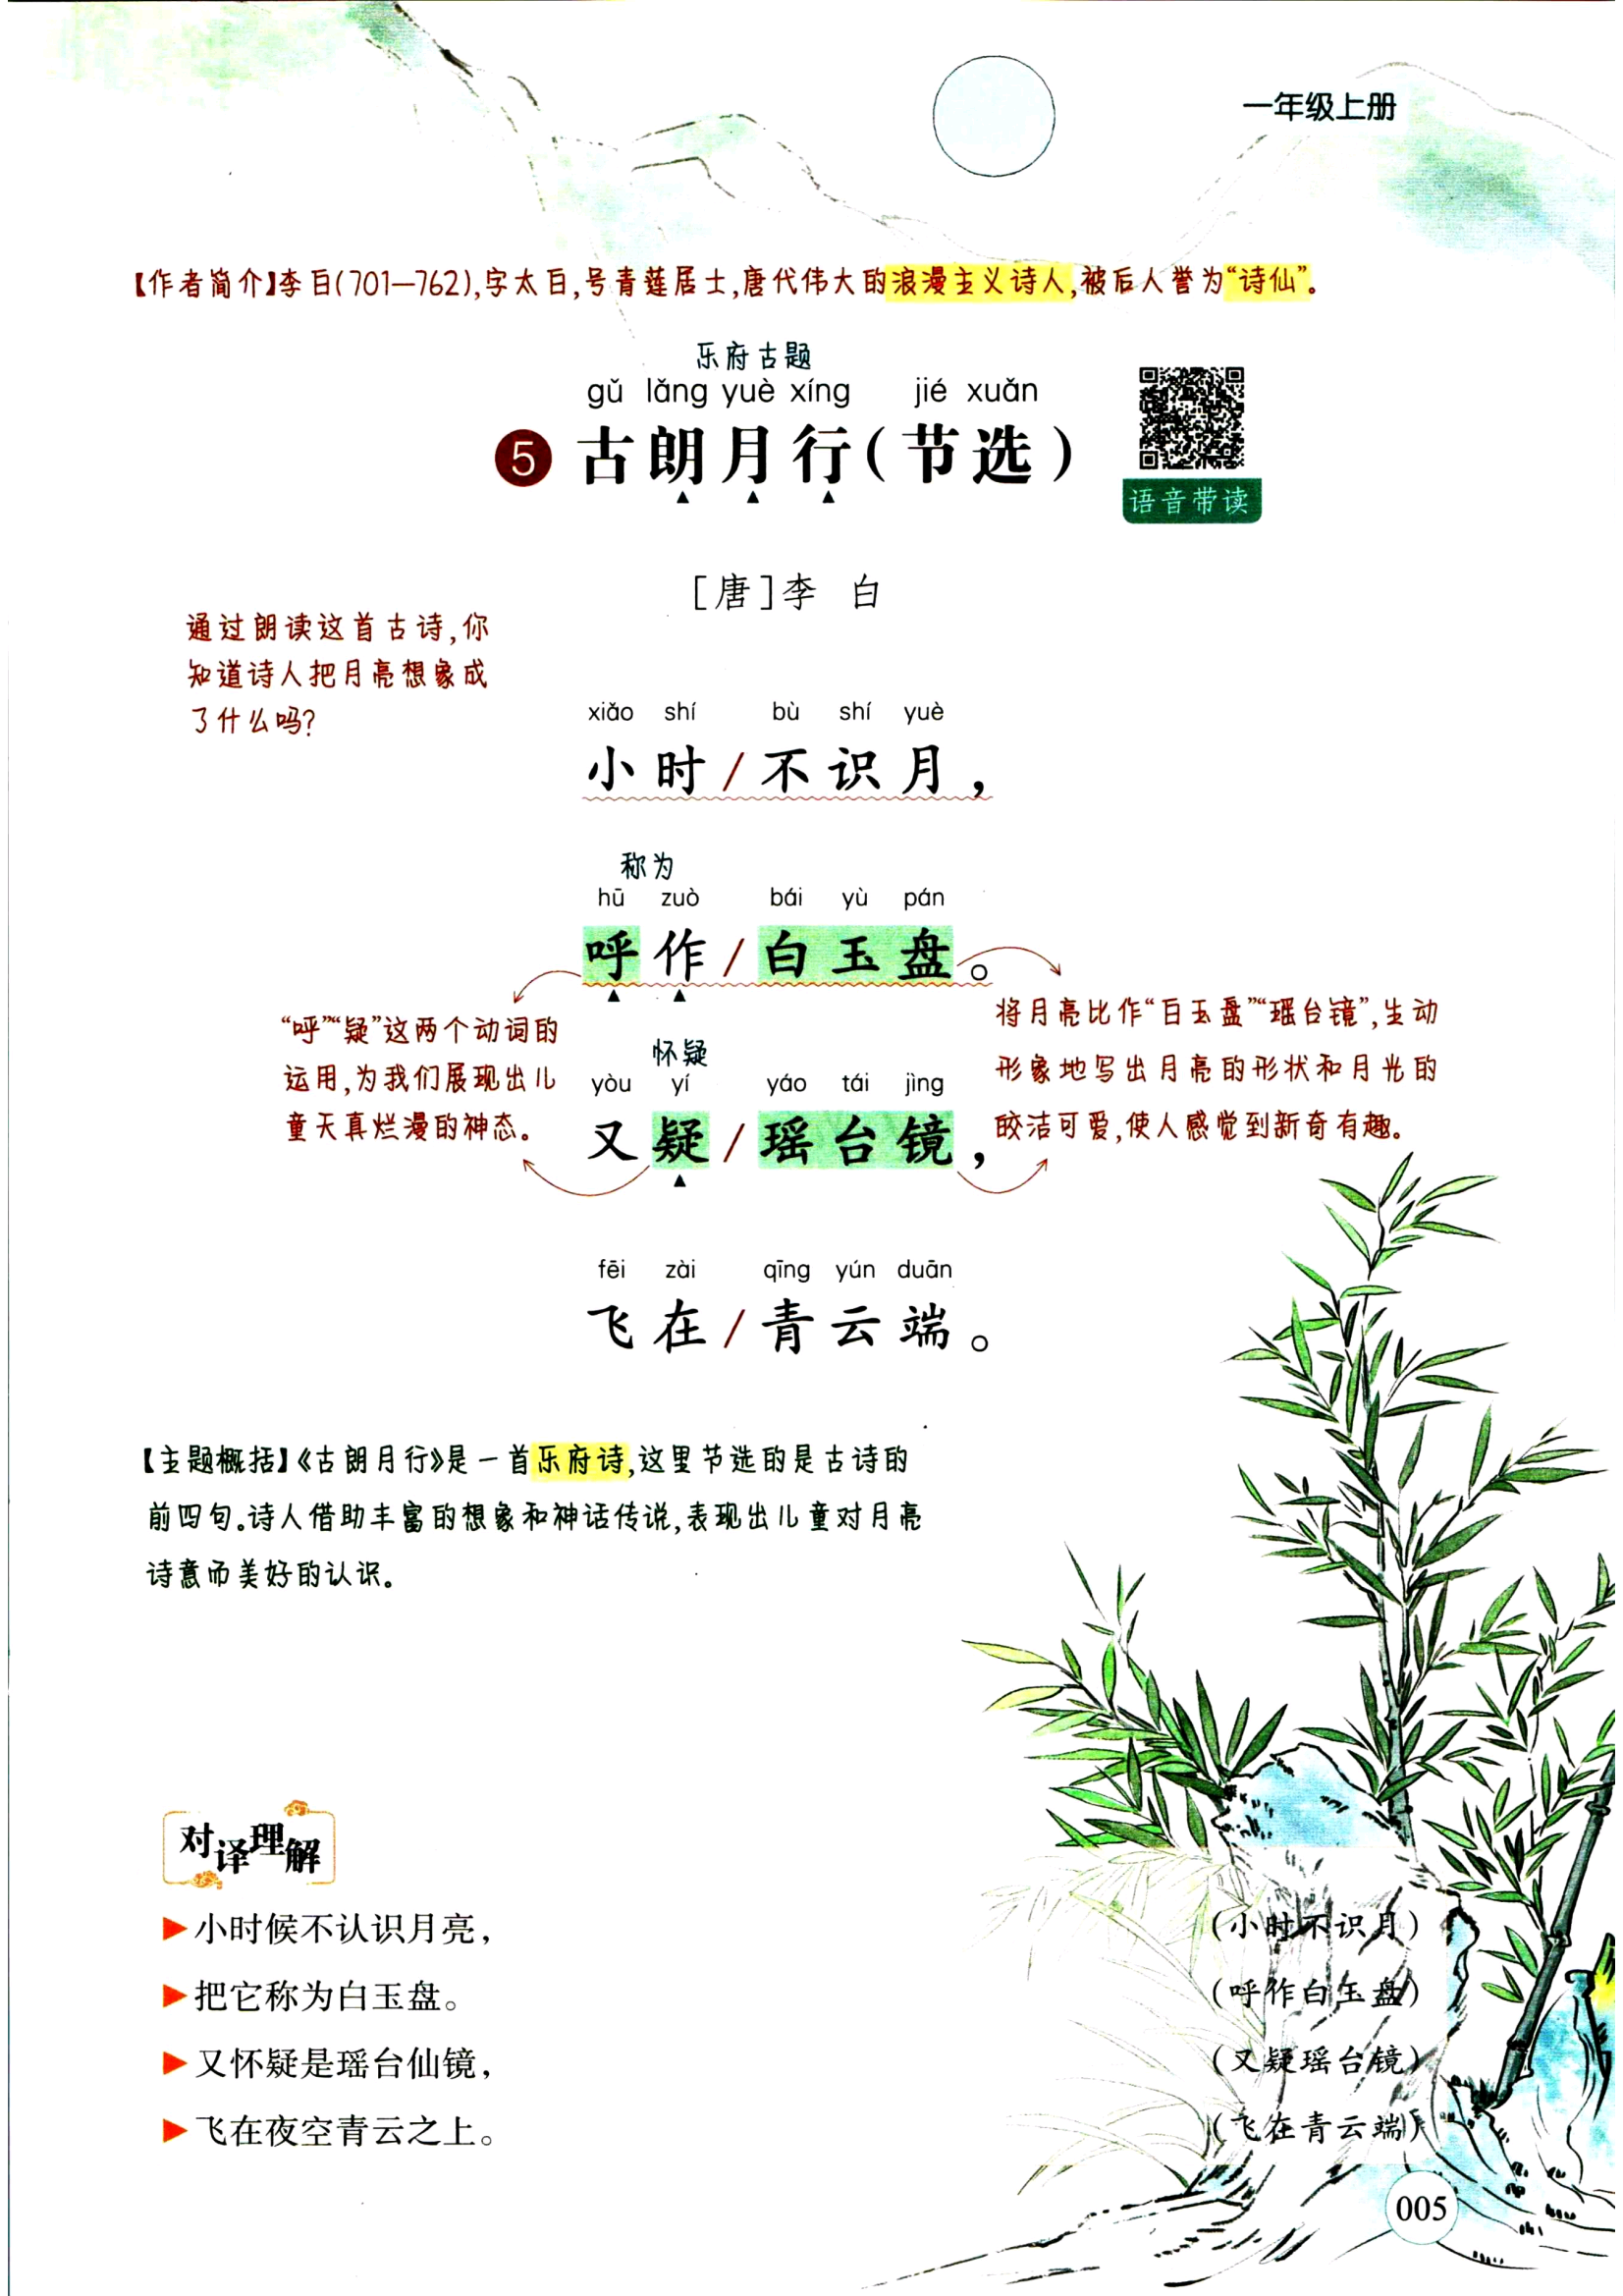 一年级上册
【作者简介】李白(701—762),字太白,号青莲居士,唐代伟大的浪漫主义诗人,被后人誉为“诗仙”。
乐府古题
gǔ lǎng yuè xíng jié xuǎn
5 古朗月行(节选)
语音带读
[唐]李 白
通过朗读这首古诗,你
知道诗人把月亮想象成
了什么吗?
xiǎo shí bù shí yuè
小时/不识月,
称为
hū zuò bái yù pán
呼作/白玉盘。
“呼”“疑”这两个动词的
运用,为我们展现出儿
童天真烂漫的神态。
将月亮比作“白玉盘”“瑶台镜”,生动
形象地写出月亮的形状和月光的
皎洁可爱,使人感觉到新奇有趣。
怀疑
yòu yí yáo tái jìng
又疑/瑶台镜,
fēi zài qīng yún duān
飞在/青云端。
【主题概括】《古朗月行》是一首乐府诗,这里节选的是古诗的
前四句。诗人借助丰富的想象和神话传说,表现出儿童对月亮
诗意而美好的认识。
对译理解
▶小时候不认识月亮, (小时不识月)
▶把它称为白玉盘。 (呼作白玉盘)
▶又怀疑是瑶台仙镜, (又疑瑶台镜)
▶飞在夜空青云之上。 (飞在青云端)
005